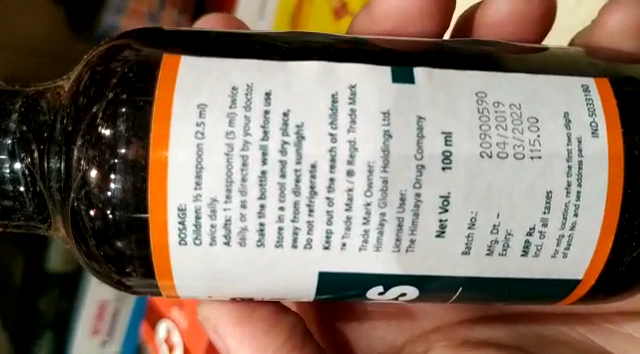 DOSAGE:
Children: ½ teaspoon (2.5 ml)
twice daily.
Adults: 1 teaspoonful (5 ml) twice
daily, or as directed by your doctor.
Shake the bottle well before use.
Store in a cool and dry place,
away from direct sunlight.
Do not refrigerate.
Keep out of the reach of children.
™ Trade Mark / ® Regd. Trade Mark
Trade Mark Owner:
Himalaya Global Holdings Ltd.
Licensed User:
The Himalaya Drug Company
Net Vol. 100 ml
Batch No.: 20900590
Mfg. Dt. – 04/2019
Expiry: 03/2022
MRP Rs. 115.00
Incl. of all taxes
For mfg. location, refer the first two digits
of Batch No. and see address panel.
IND-5033180
S